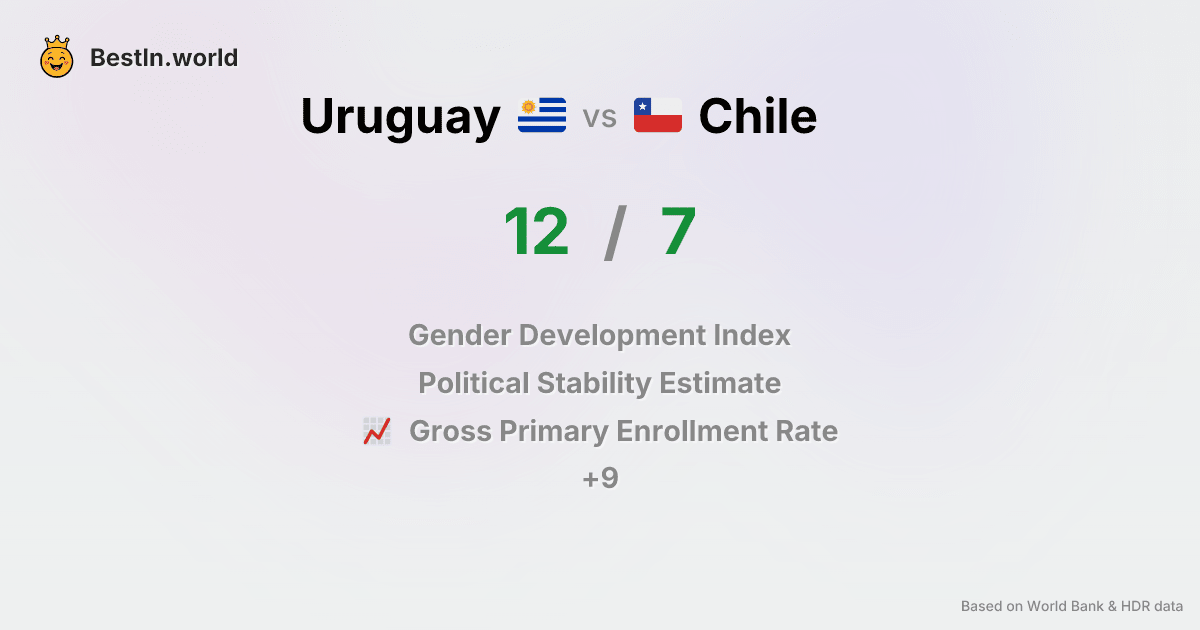 BestIn.world
Uruguay vs Chile
12 / 7
Gender Development Index
Political Stability Estimate
Gross Primary Enrollment Rate
+9
Based on World Bank & HDR data